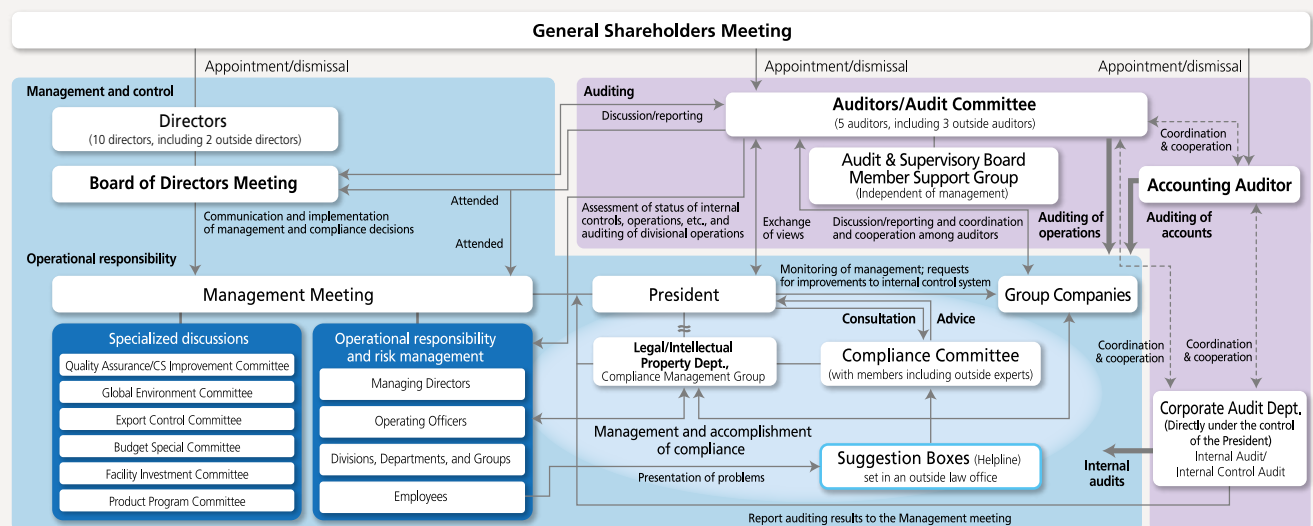 General Shareholders Meeting
Appointment/dismissal
Appointment/dismissal
Appointment/dismissal
Management and control
Directors
(10 directors, including 2 outside directors)
Board of Directors Meeting
Communication and implementation
of management and compliance decisions
Auditing
Discussion/reporting
Auditors/Audit Committee
(5 auditors, including 3 outside auditors)
Audit & Supervisory Board
Member Support Group
(Independent of management)
Coordination
& cooperation
Accounting Auditor
Attended
Attended
Assessment of status of internal
controls, operations, etc., and
auditing of divisional operations
Exchange
of views
Discussion/reporting and coordination
and cooperation among auditors
Auditing of
operations
Auditing of
accounts
Operational responsibility
Management Meeting
President
Monitoring of management; requests
for improvements to internal control system
Group Companies
Consultation
Advice
Specialized discussions
Quality Assurance/CS Improvement Committee
Global Environment Committee
Export Control Committee
Budget Special Committee
Facility Investment Committee
Product Program Committee
Operational responsibility
and risk management
Managing Directors
Operating Officers
Divisions, Departments, and Groups
Employees
Legal/Intellectual
Property Dept.,
Compliance Management Group
Compliance Committee
(with members including outside experts)
Management and accomplishment
of compliance
Presentation of problems
Suggestion Boxes (Helpline)
set in an outside law office
Coordination
& cooperation
Coordination
& cooperation
Corporate Audit Dept.
(Directly under the control
of the President)
Internal Audit/
Internal Control Audit
Internal
audits
Report auditing results to the Management meeting